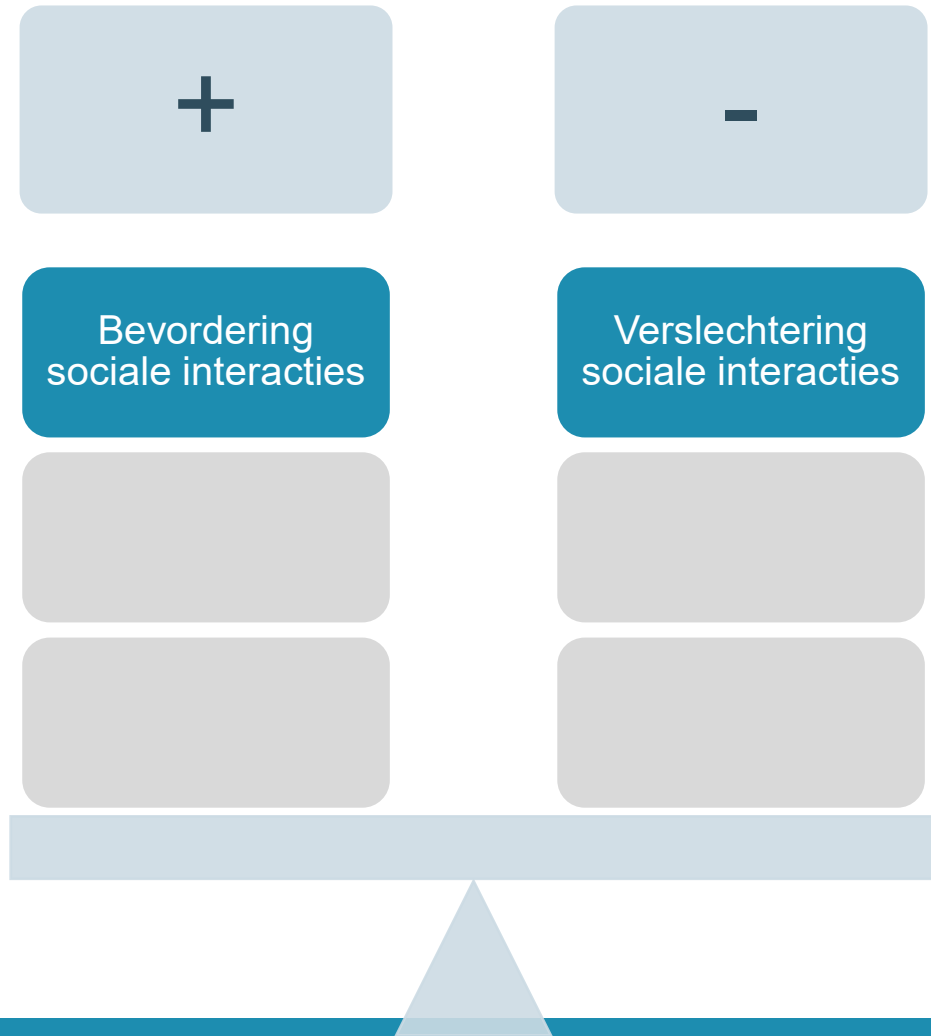 +
-
Bevordering
sociale interacties
Verslechtering
sociale interacties